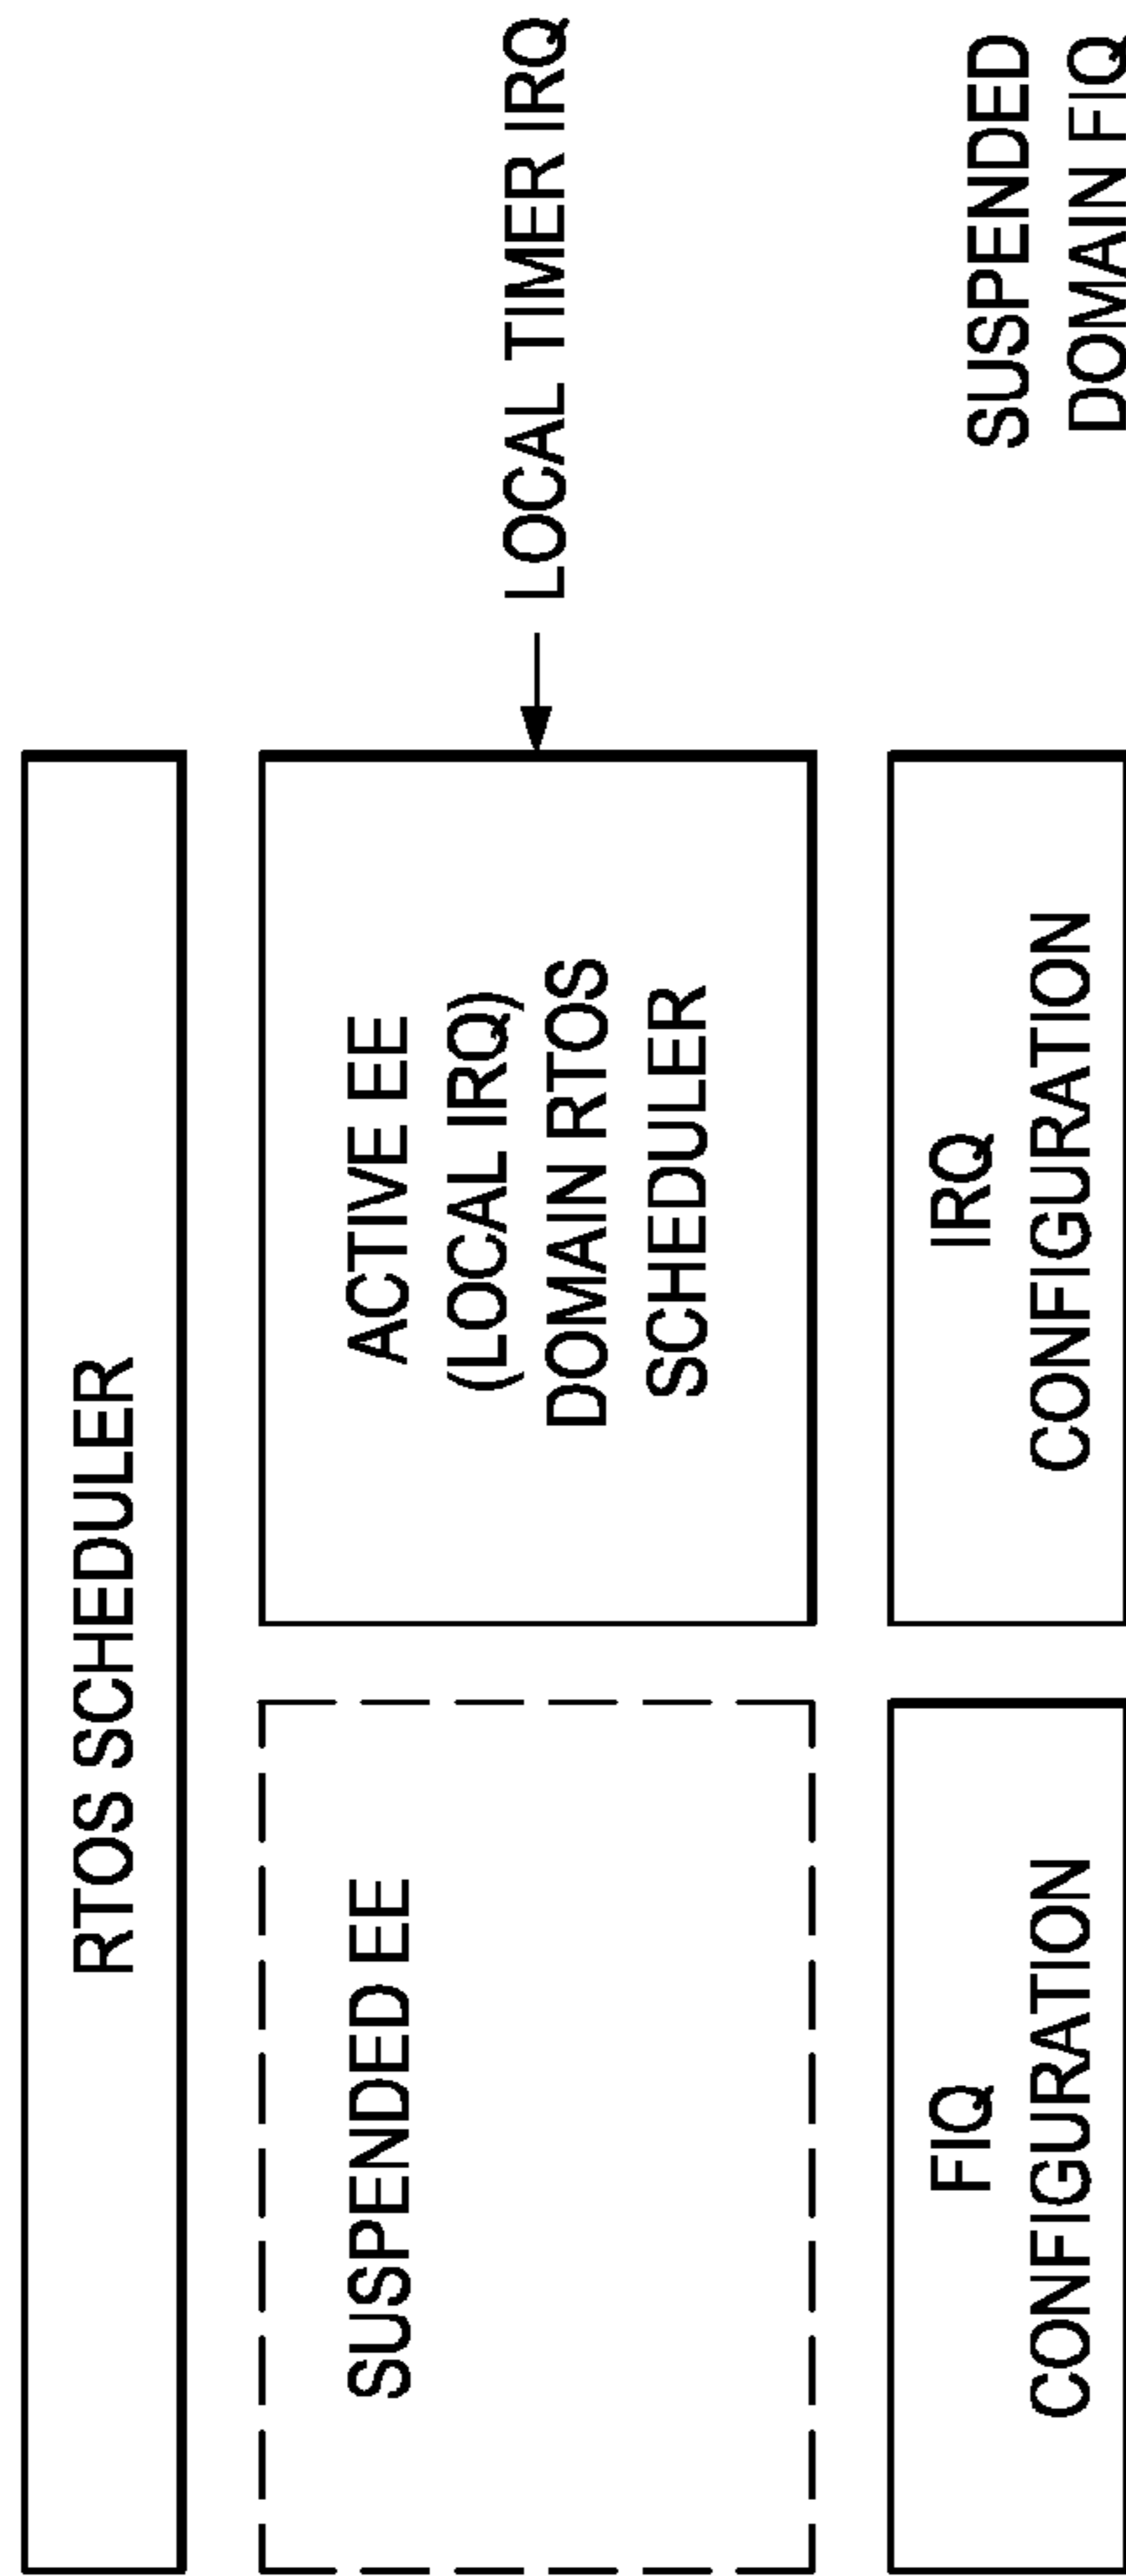 RTOS SCHEDULER
SUSPENDED EE
ACTIVE EE
(LOCAL IRQ)
DOMAIN RTOS
SCHEDULER
LOCAL TIMER IRQ
FIQ
CONFIGURATION
IRQ
CONFIGURATION
SUSPENDED
DOMAIN FIQ